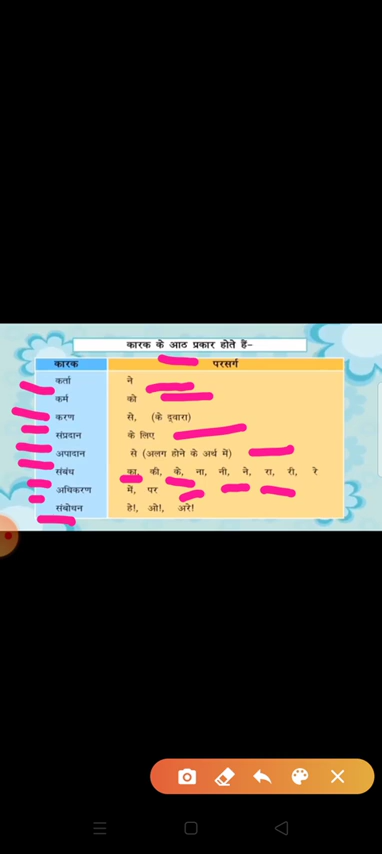 कारक के आठ प्रकार होते हैं-
कारक परसर्ग
कर्ता ने
कर्म को
करण से, (के द्वारा)
संप्रदान के लिए
अपादान से (अलग होने के अर्थ में)
संबंध का, की, के, ना, नी, ने, रा, री, रे
अधिकरण में, पर
संबोधन हे!, ओ!, अरे!